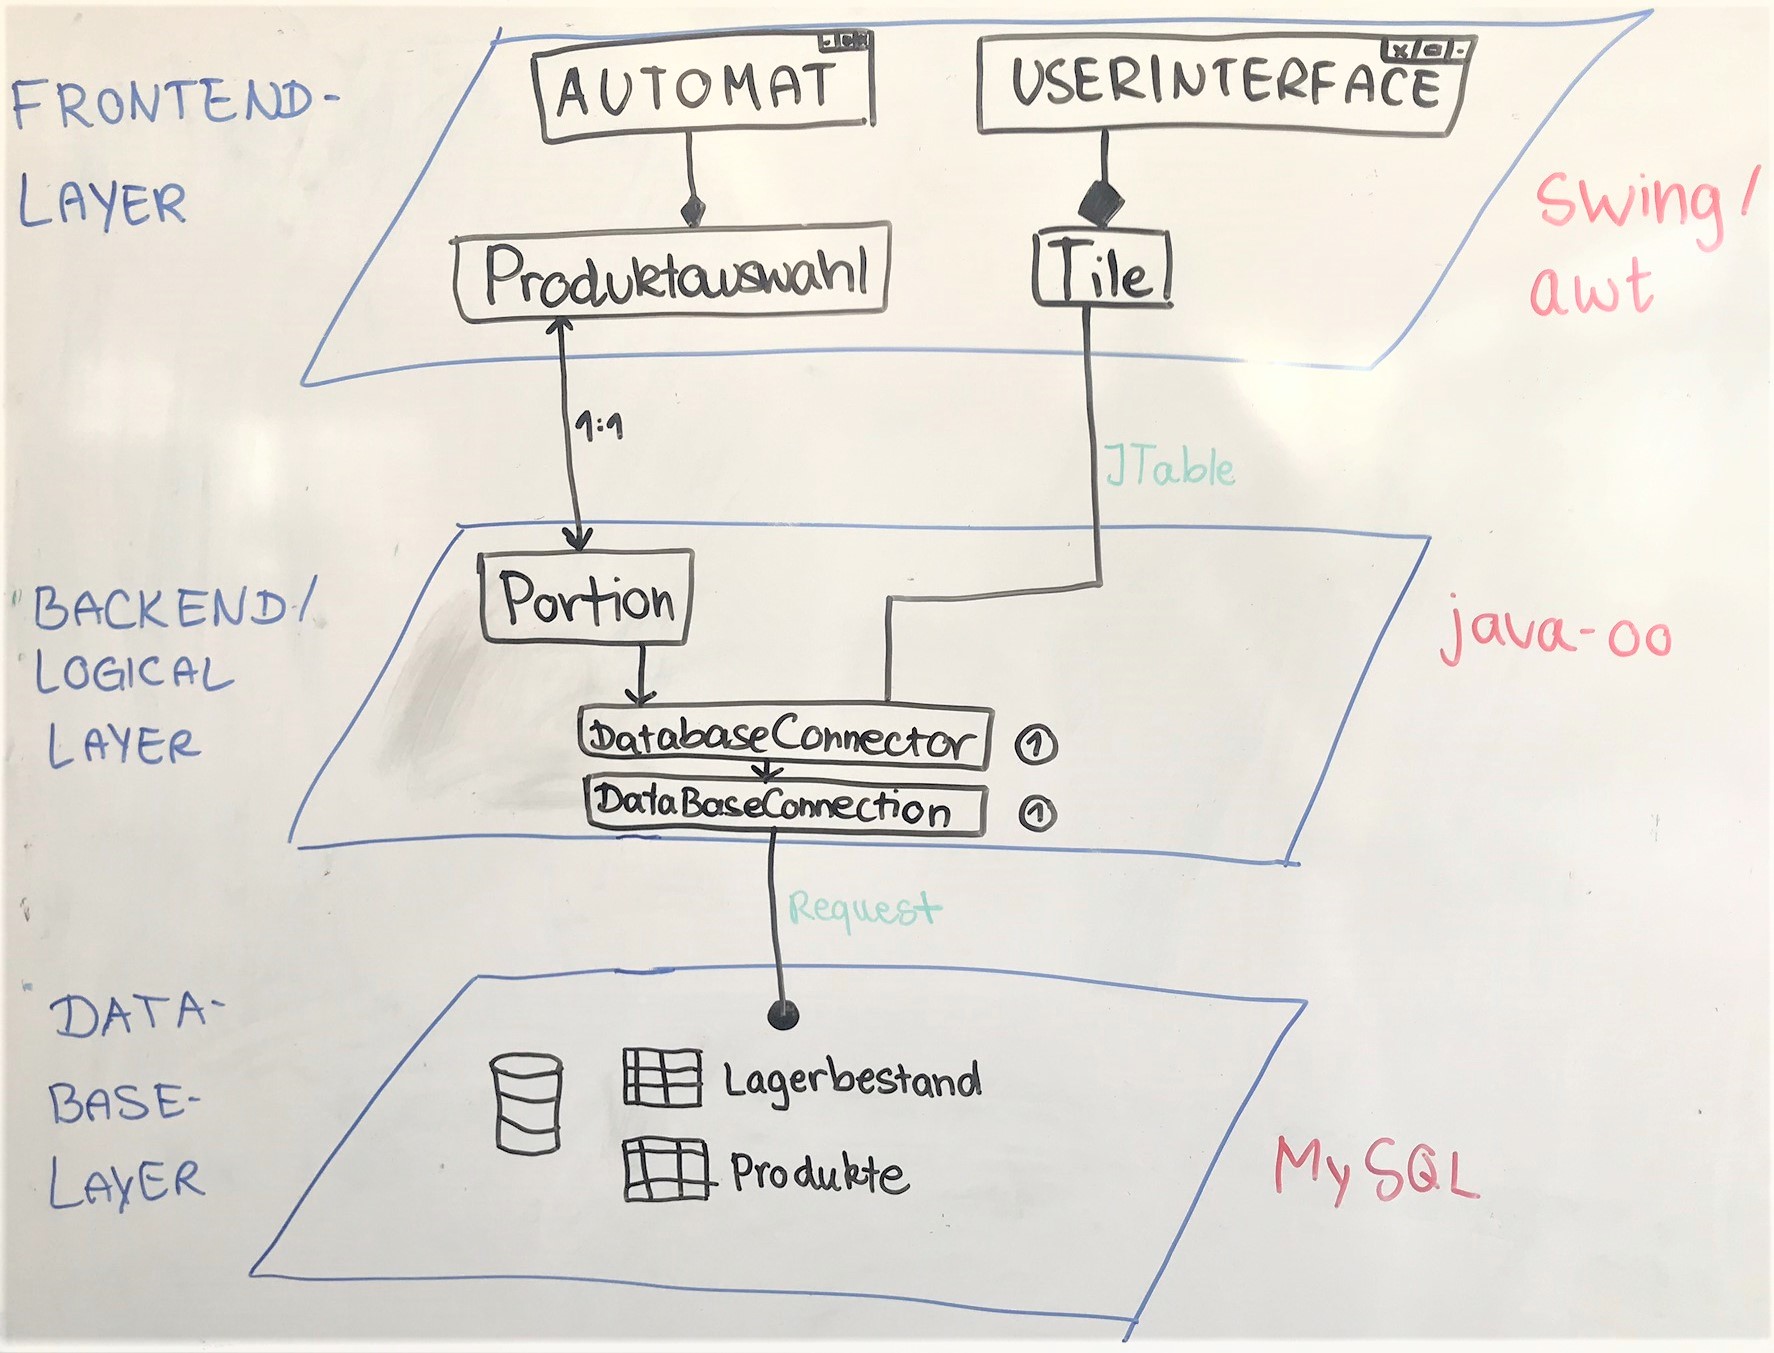 FRONTEND-
LAYER
AUTOMAT
USERINTERFACE
Produktauswahl
Tile
Swing/
awt
1:1
JTable
BACKEND/
LOGICAL
LAYER
Portion
DatabaseConnector
1
DataBaseConnection
1
java-oo
Request
DATA-
BASE-
LAYER
Lagerbestand
Produkte
MySQL